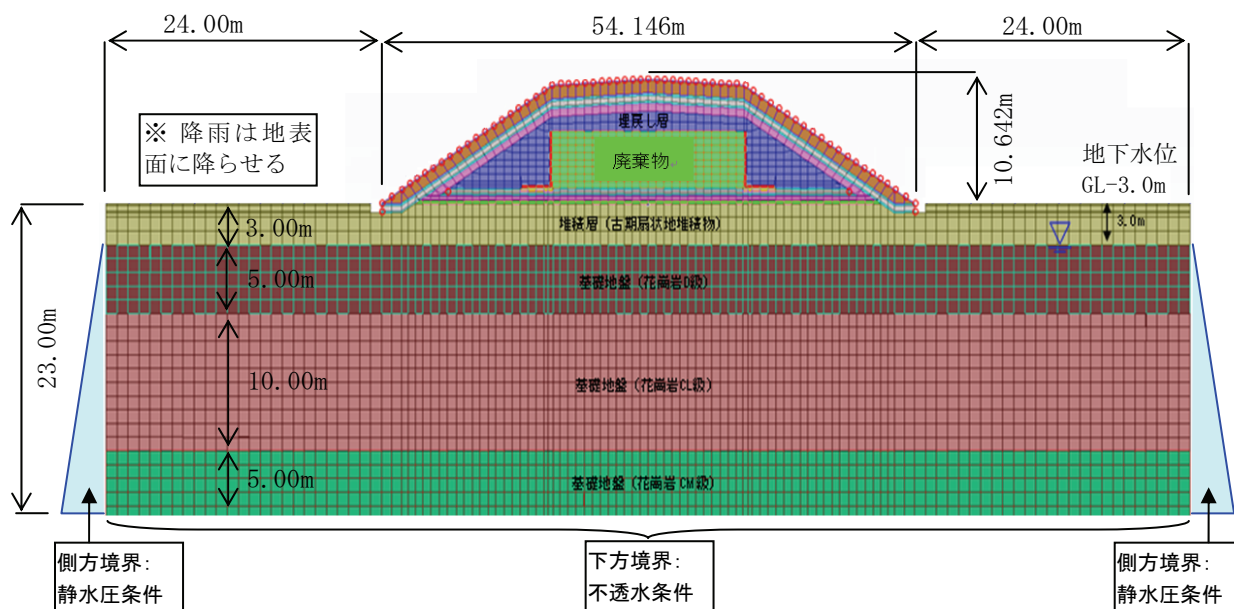 24.00m
54.146m
24.00m
※ 降雨は地表
面に降らせる
埋戻し層
廃棄物
10.642m
地下水位
GL-3.0m
3.0m
3.00m
堆積層（古期扇状地堆積物）
5.00m
基礎地盤（花崗岩D級）
23.00m
10.00m
基礎地盤（花崗岩CL級）
5.00m
基礎地盤（花崗岩CM級）
側方境界：
静水圧条件
下方境界：
不透水条件
側方境界：
静水圧条件